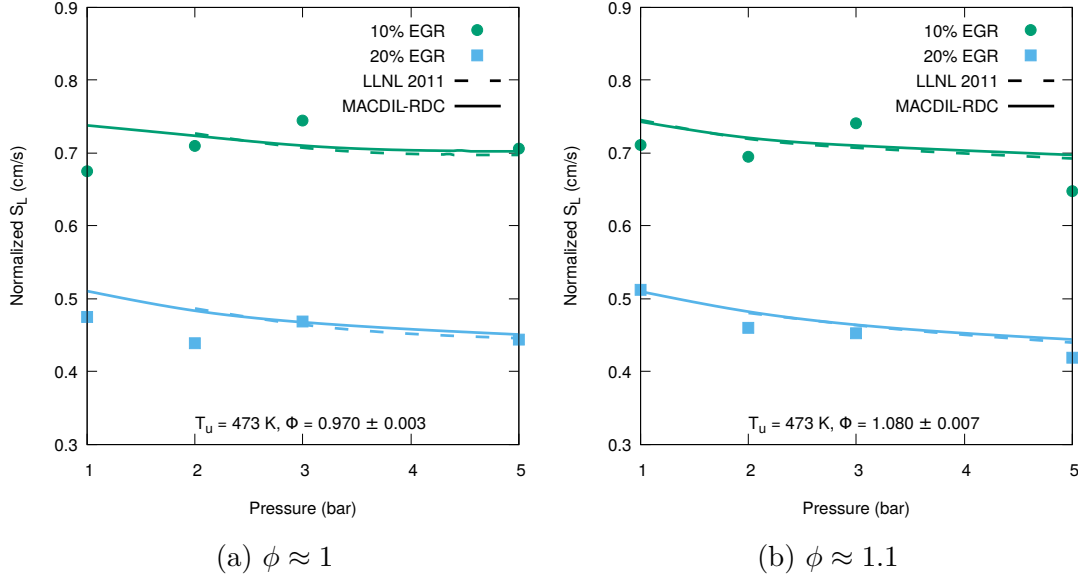 0.9
0.8
0.7
0.6
0.5
0.4
0.3
1 2 3 4 5
Normalized S_L (cm/s)
Pressure (bar)
10% EGR
20% EGR
LLNL 2011
MACDIL-RDC
T_u = 473 K, Φ = 0.970 ± 0.003
(a) ϕ ≈ 1
0.9
0.8
0.7
0.6
0.5
0.4
0.3
1 2 3 4 5
Normalized S_L (cm/s)
Pressure (bar)
10% EGR
20% EGR
LLNL 2011
MACDIL-RDC
T_u = 473 K, Φ = 1.080 ± 0.007
(b) ϕ ≈ 1.1